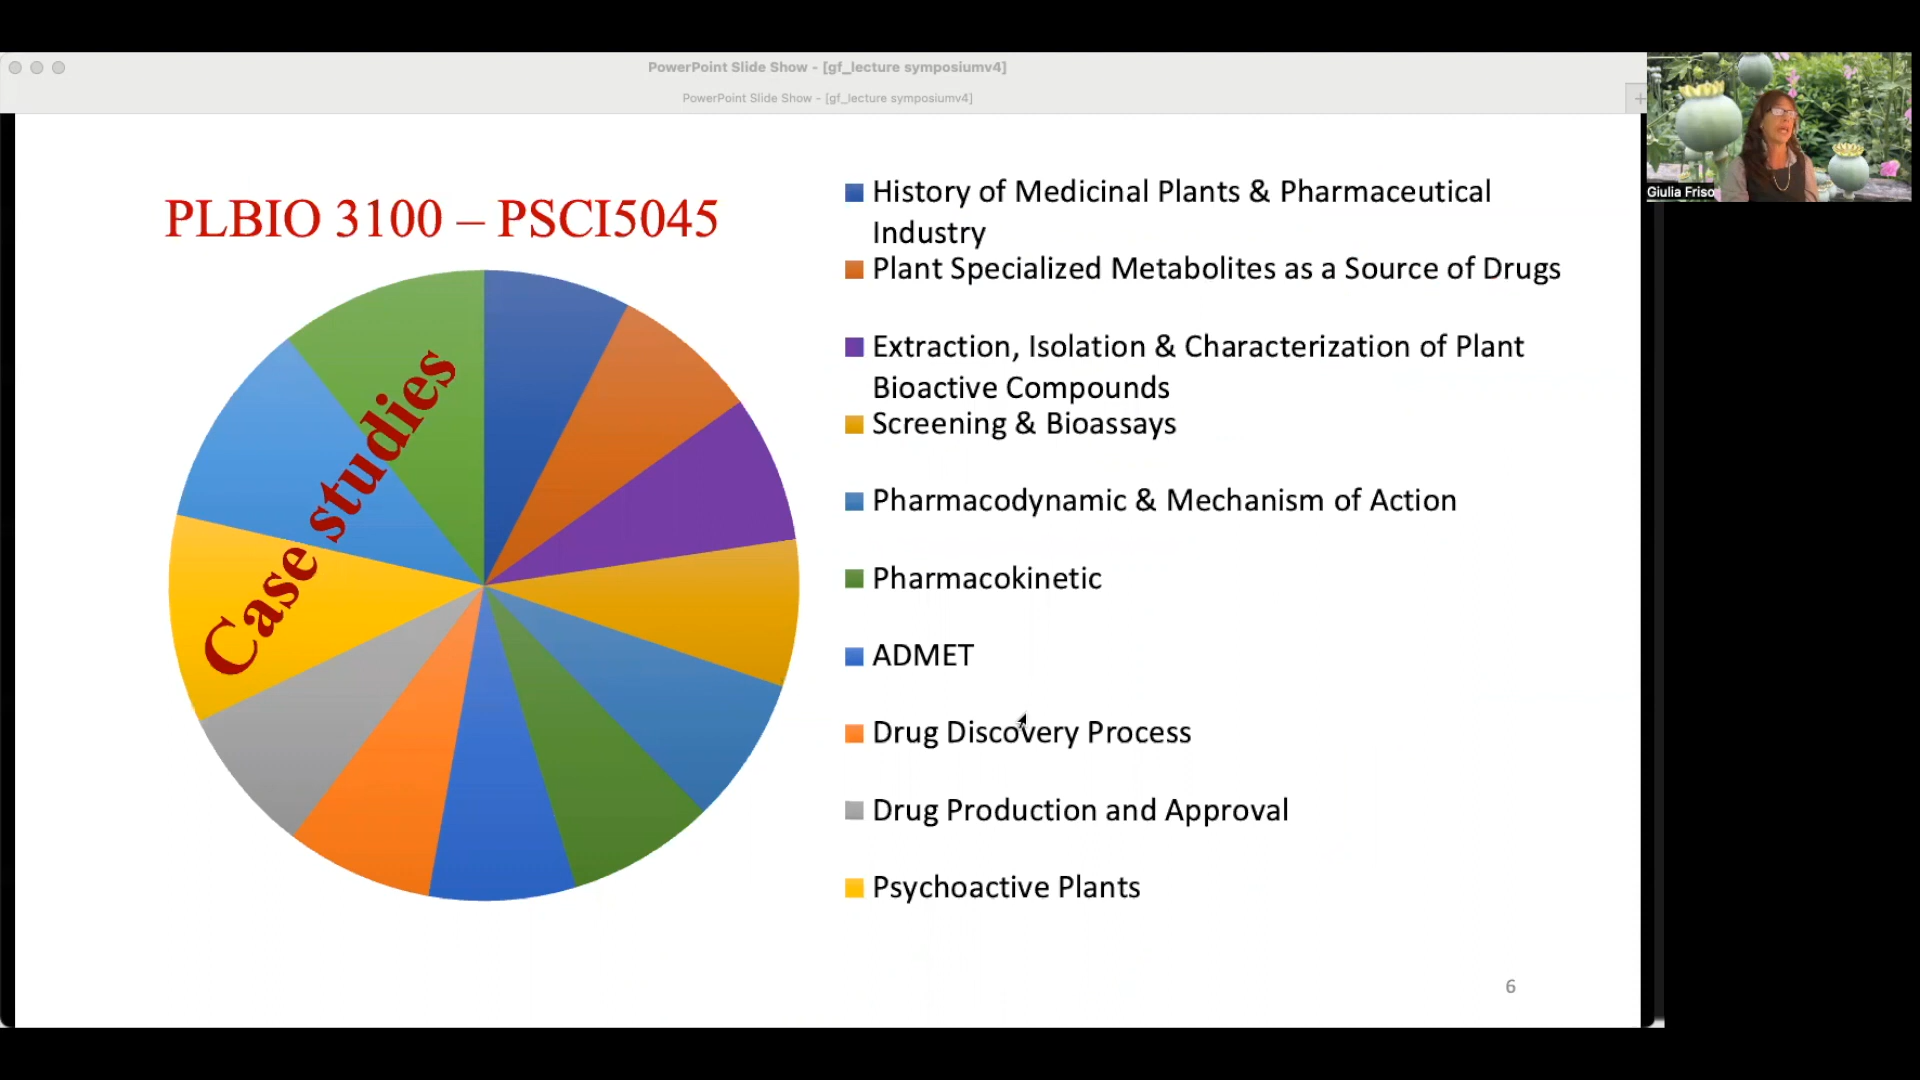 PowerPoint Slide Show - [gf_lecture symposiumv4]
PowerPoint Slide Show - [gf_lecture symposiumv4]
Giulia Friso
PLBIO 3100 – PSCI5045
Case studies
History of Medicinal Plants & Pharmaceutical
Industry
Plant Specialized Metabolites as a Source of Drugs
Extraction, Isolation & Characterization of Plant
Bioactive Compounds
Screening & Bioassays
Pharmacodynamic & Mechanism of Action
Pharmacokinetic
ADMET
Drug Discovery Process
Drug Production and Approval
Psychoactive Plants
6